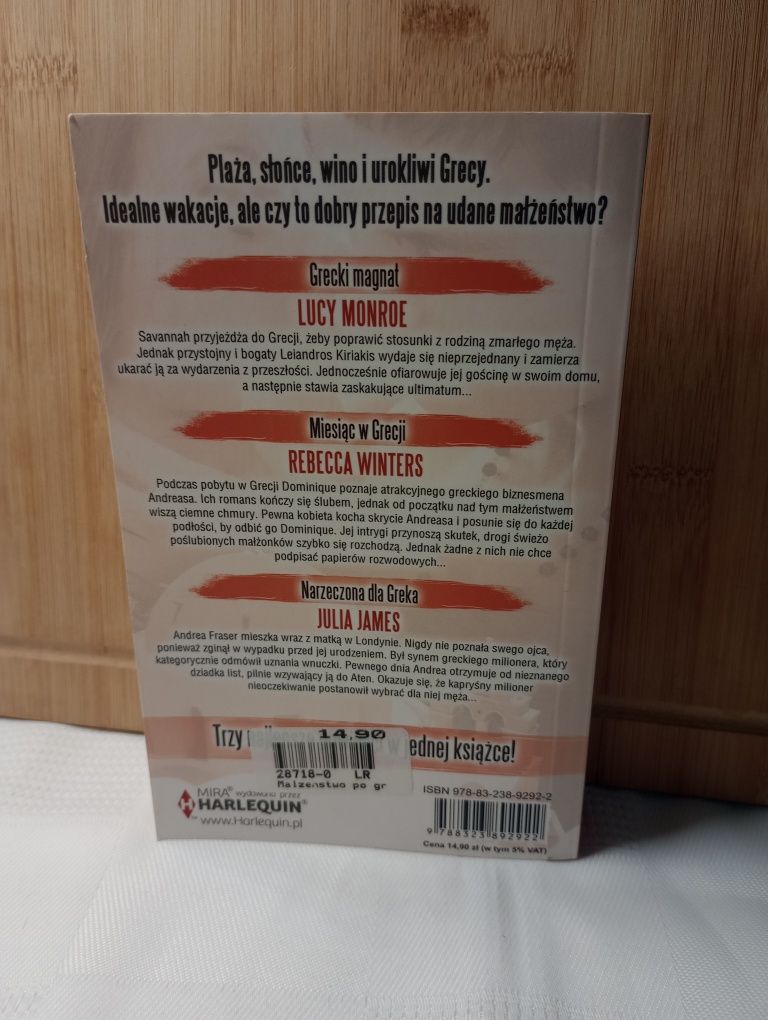 Plaża, słońce, wino i urokliwi Grecy.
Idealne wakacje, ale czy to dobry przepis na udane małżeństwo?
Grecki magnat
LUCY MONROE
Savannah przyjeżdża do Grecji, żeby poprawić stosunki z rodziną zmarłego męża.
Jednak przystojny i bogaty Leiandros Kiriakis wydaje się nieprzejednany i zamierza
ukarać ją za wydarzenia z przeszłości. Jednocześnie ofiarowuje jej gościnę w swoim domu,
a następnie stawia zaskakujące ultimatum...
Miesiąc w Grecji
REBECCA WINTERS
Podczas pobytu w Grecji Dominique poznaje atrakcyjnego greckiego biznesmena
Andreasa. Ich romans kończy się ślubem, jednak od początku nad tym małżeństwem
wiszą ciemne chmury. Pewna kobieta kocha skrycie Andreasa i posunie się do każdej
podłości, by odbić go Dominique. Jej intrygi przynoszą skutek, drogi świeżo
poślubionych małżonków szybko się rozchodzą. Jednak żadne z nich nie chce
podpisać papierów rozwodowych...
Narzeczona dla Greka
JULIA JAMES
Andrea Fraser mieszka wraz z matką w Londynie. Nigdy nie poznała swego ojca,
ponieważ zginął w wypadku przed jej urodzeniem. Był synem greckiego milionera, który
kategorycznie odmówił uznania wnuczki. Pewnego dnia Andrea otrzymuje od nieznanego
dziadka list, pilnie wzywający ją do Aten. Okazuje się, że kapryśny milioner
nieoczekiwanie postanowił wybrać dla niej męża...
Trzy w jednej książce!
14,90
28718-0 LR
Małżeństwo po gr
MIRA® wydawana przez
HARLEQUIN®
www.Harlequin.pl
ISBN 978-83-238-9292-2
9 788323 892922
Cena 14,90 zł (w tym 5% VAT)